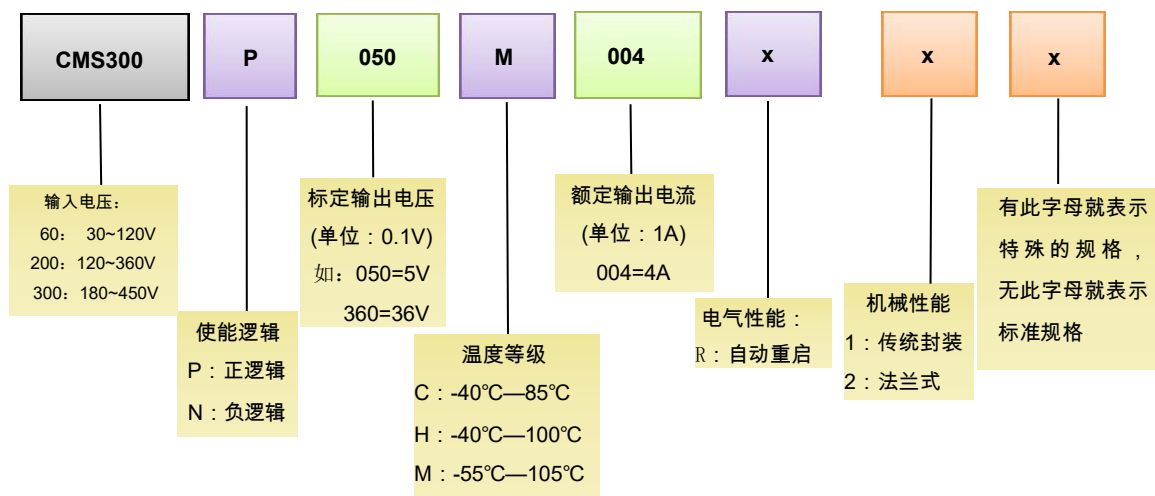 CMS300
P
050
M
004
x
x
x
输入电压：
60： 30~120V
200：120~360V
300：180~450V
使能逻辑
P：正逻辑
N：负逻辑
标定输出电压
(单位：0.1V)
如：050=5V
360=36V
温度等级
C：-40℃—85℃
H：-40℃—100℃
M：-55℃—105℃
额定输出电流
(单位：1A)
004=4A
电气性能：
R：自动重启
机械性能
1：传统封装
2：法兰式
有此字母就表示
特殊的规格，
无此字母就表示
标准规格